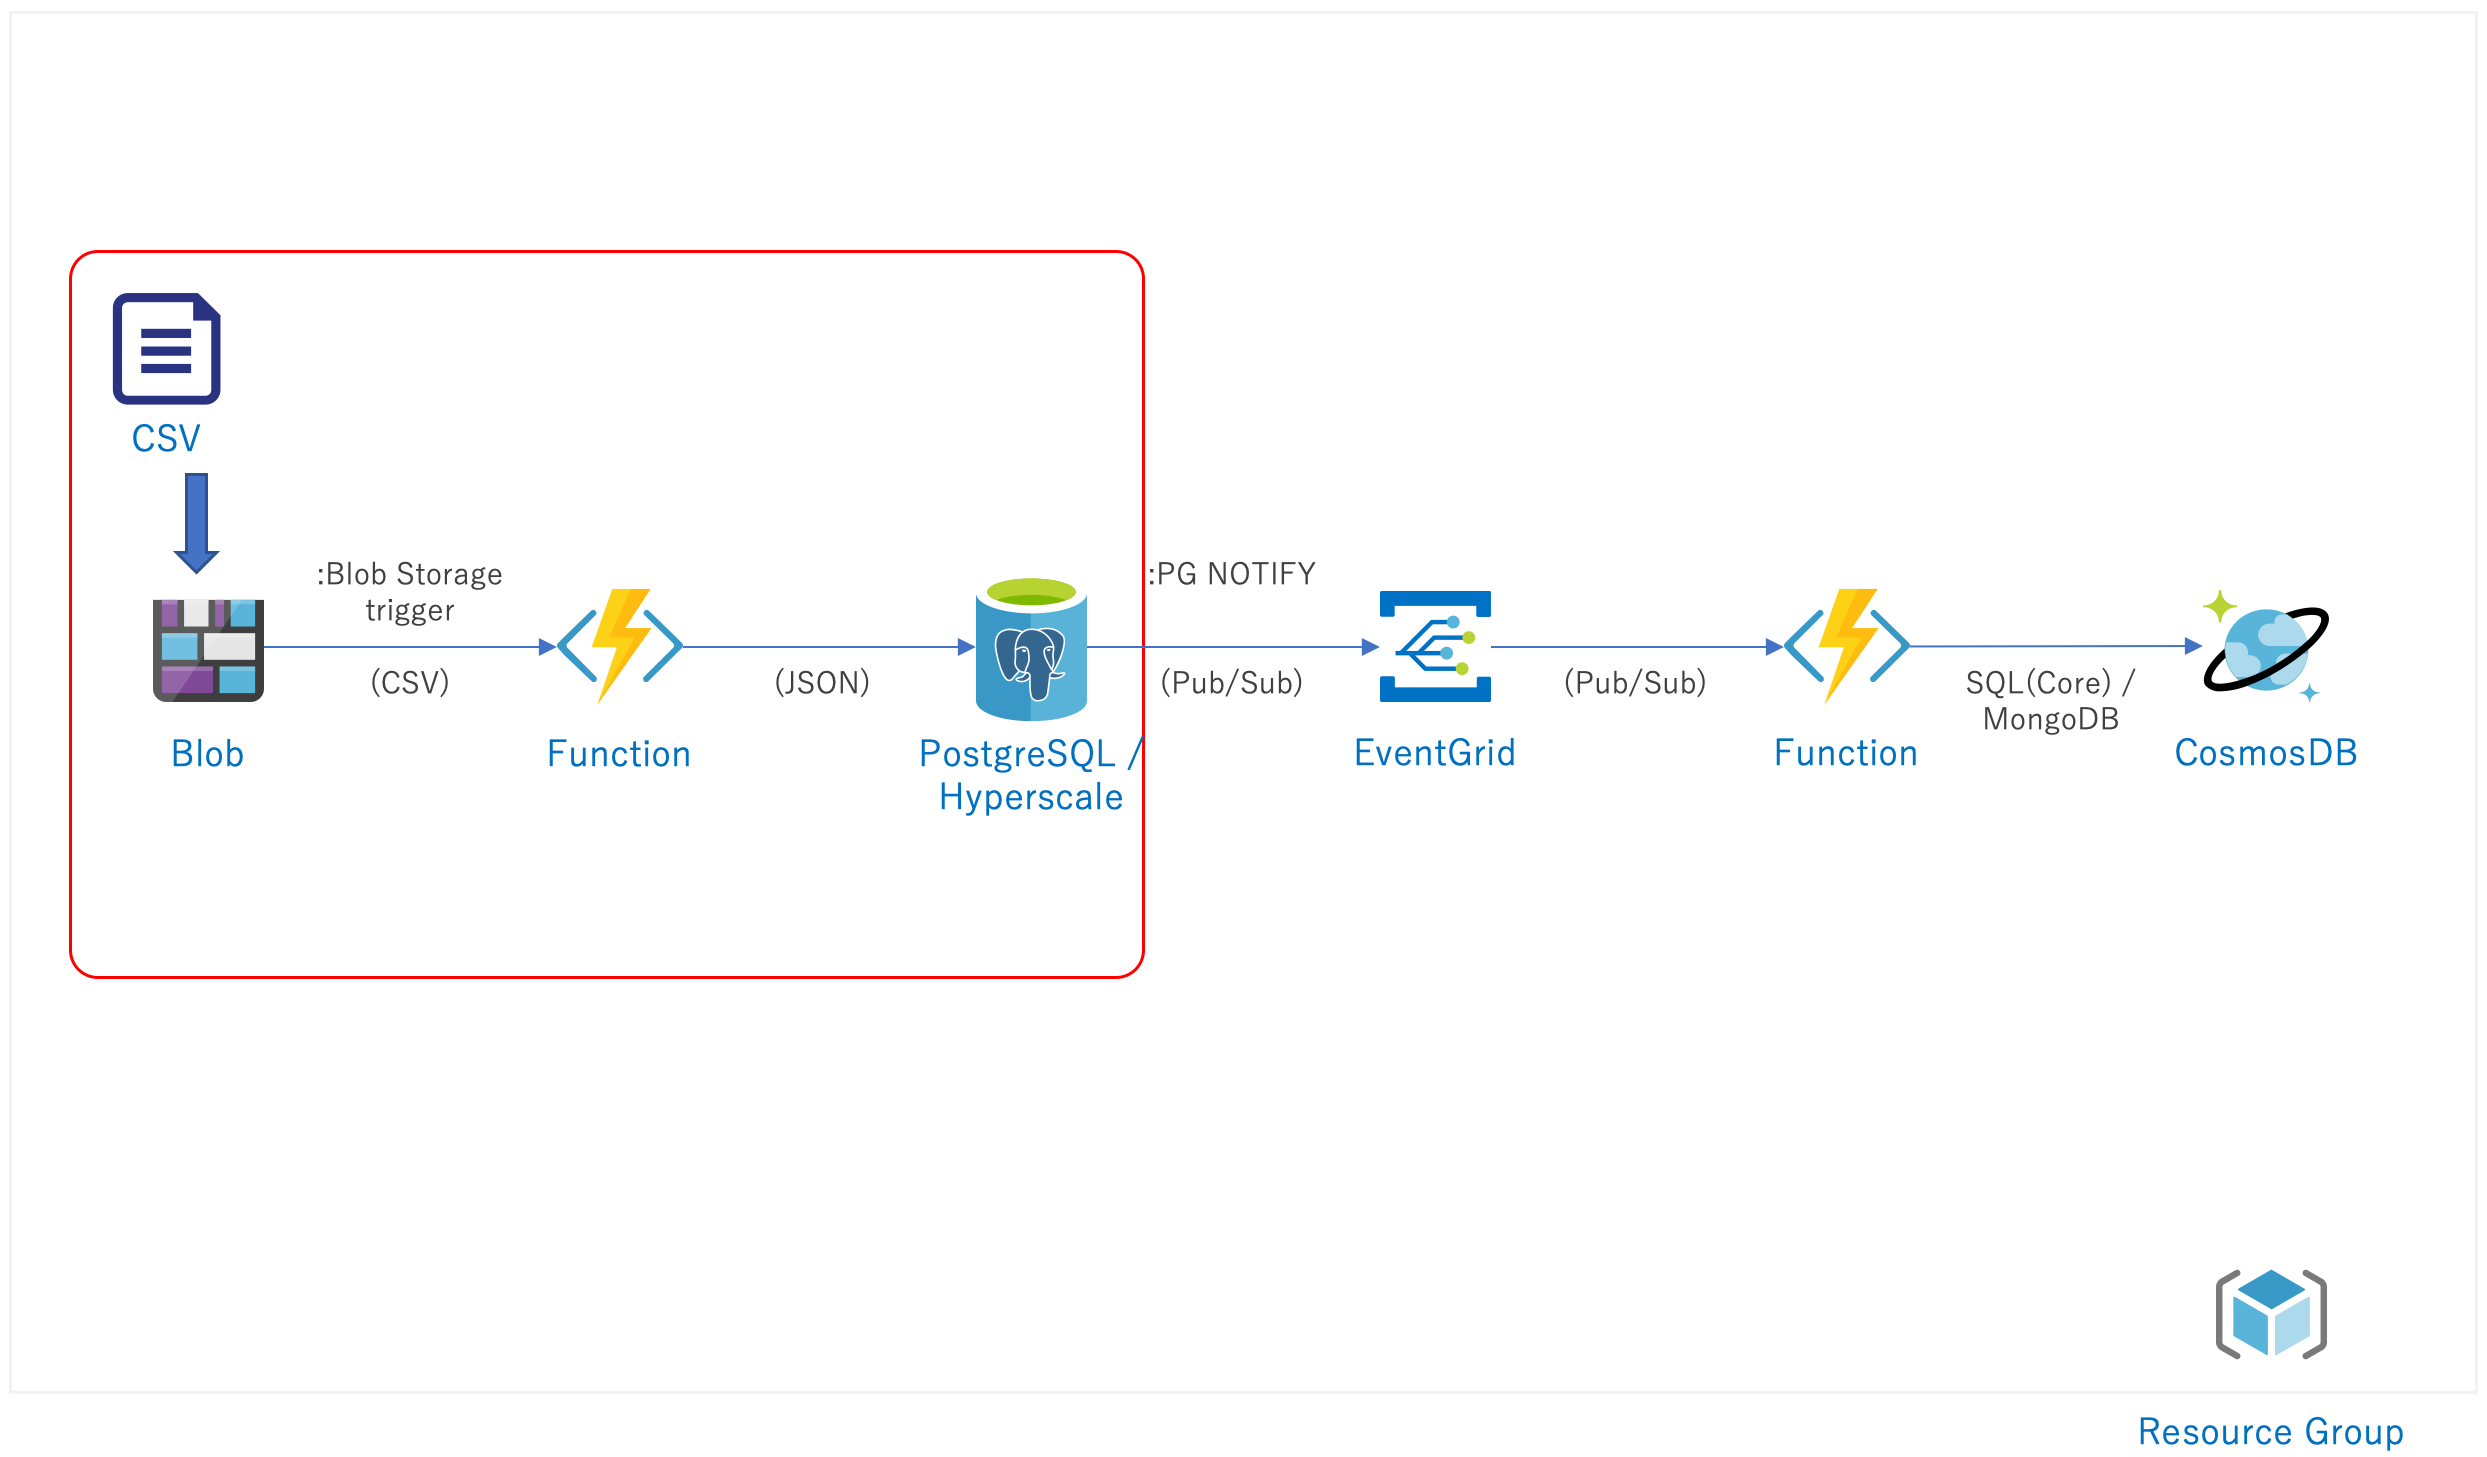 CSV
:Blob Storage
trigger
(CSV)
Blob
Function
(JSON)
PostgreSQL /
Hyperscale
:PG NOTIFY
(Pub/Sub)
EventGrid
(Pub/Sub)
Function
SQL(Core) /
MongoDB
CosmosDB
Resource Group